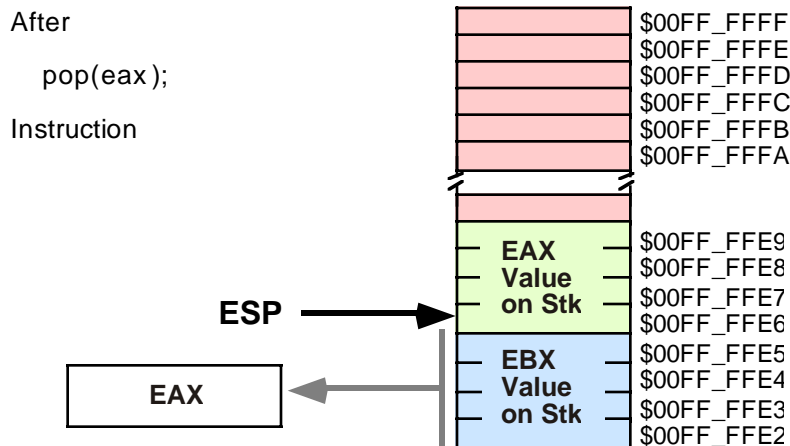 After
pop(eax);
Instruction
$00FF_FFFF
$00FF_FFFE
$00FF_FFFD
$00FF_FFFC
$00FF_FFFB
$00FF_FFFA
EAX
Value
on Stk
$00FF_FFE9
$00FF_FFE8
$00FF_FFE7
$00FF_FFE6
ESP
EBX
Value
on Stk
$00FF_FFE5
$00FF_FFE4
$00FF_FFE3
$00FF_FFE2
EAX